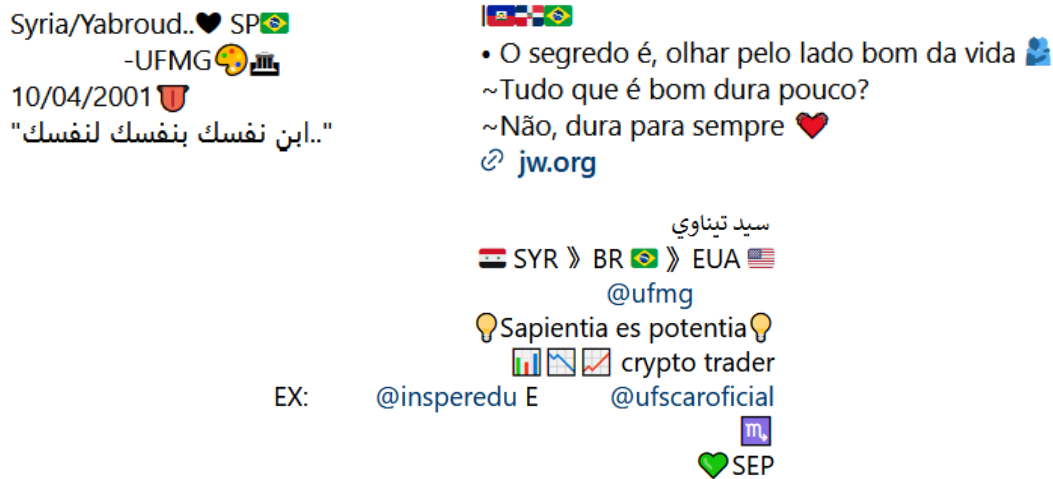 Syria/Yabroud..🖤 SP🇧🇷
-UFMG🎨🏛
10/04/2001👅
"ابن نفسك بنفسك لنفسك.."
|🇭🇹🇩🇴🇧🇷
• O segredo é, olhar pelo lado bom da vida 🫂
~Tudo que é bom dura pouco?
~Não, dura para sempre 💓
jw.org
سيد تيناوي
🇸🇾 SYR 》 BR 🇧🇷 》 EUA 🇺🇸
@ufmg
💡Sapientia es potentia💡
📊 📉 📈 crypto trader
EX: @insperedu E @ufscaroficial
♏
💚SEP